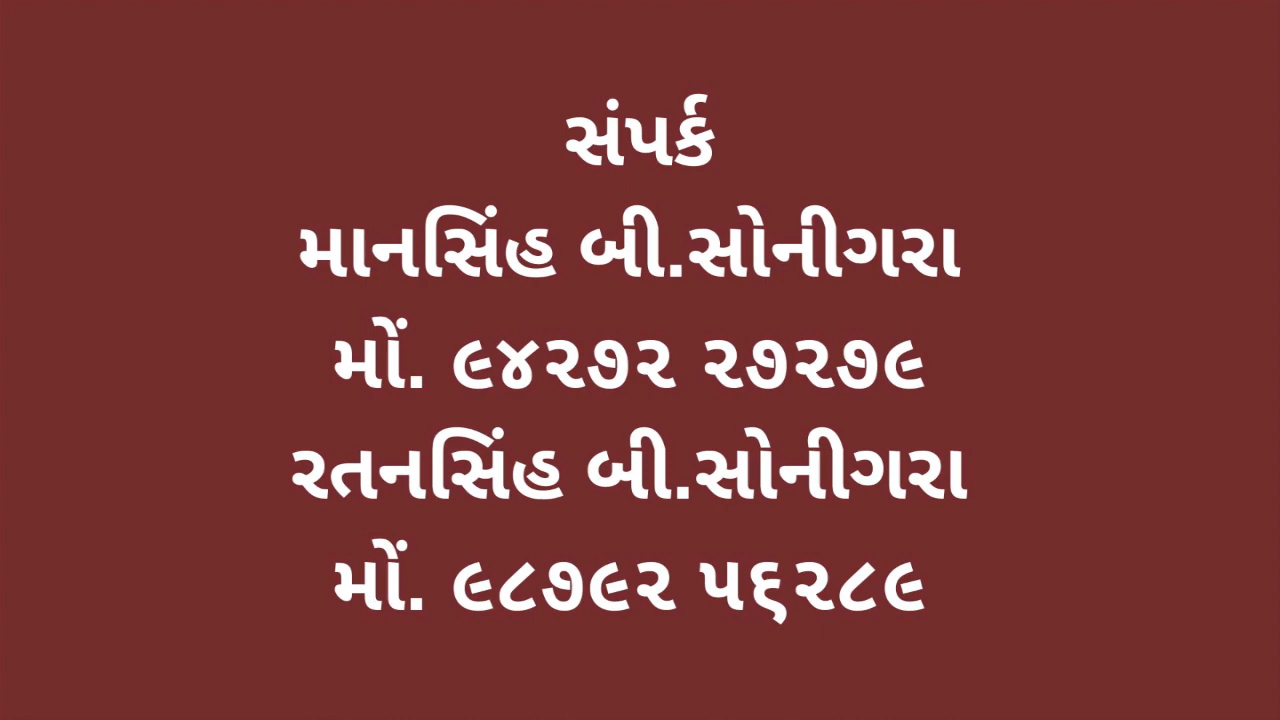 સંપર્ક
માનસિંહ બી.સોનીગરા
મોં. ૯૪૨૭૨ ૨૭૨૭૯
રતનસિંહ બી.સોનીગરા
મોં. ૯૮૭૯૨ ૫૬૨૮૯